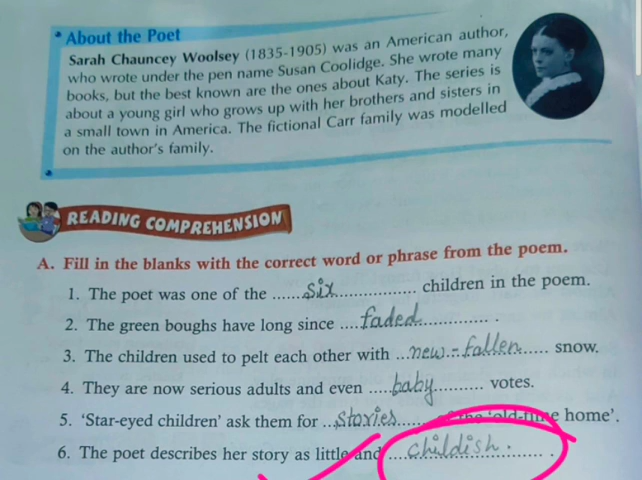 About the Poet
Sarah Chauncey Woolsey (1835-1905) was an American author,
who wrote under the pen name Susan Coolidge. She wrote many
books, but the best known are the ones about Katy. The series is
about a young girl who grows up with her brothers and sisters in
a small town in America. The fictional Carr family was modelled
on the author's family.
READING COMPREHENSION
A. Fill in the blanks with the correct word or phrase from the poem.
1. The poet was one of the ......six............... children in the poem.
2. The green boughs have long since ....faded............... .
3. The children used to pelt each other with ...new-fallen...... snow.
4. They are now serious adults and even .....baby........... votes.
5. 'Star-eyed children' ask them for ...stories...... of the 'old-time home'.
6. The poet describes her story as little and ....childish. .......... .